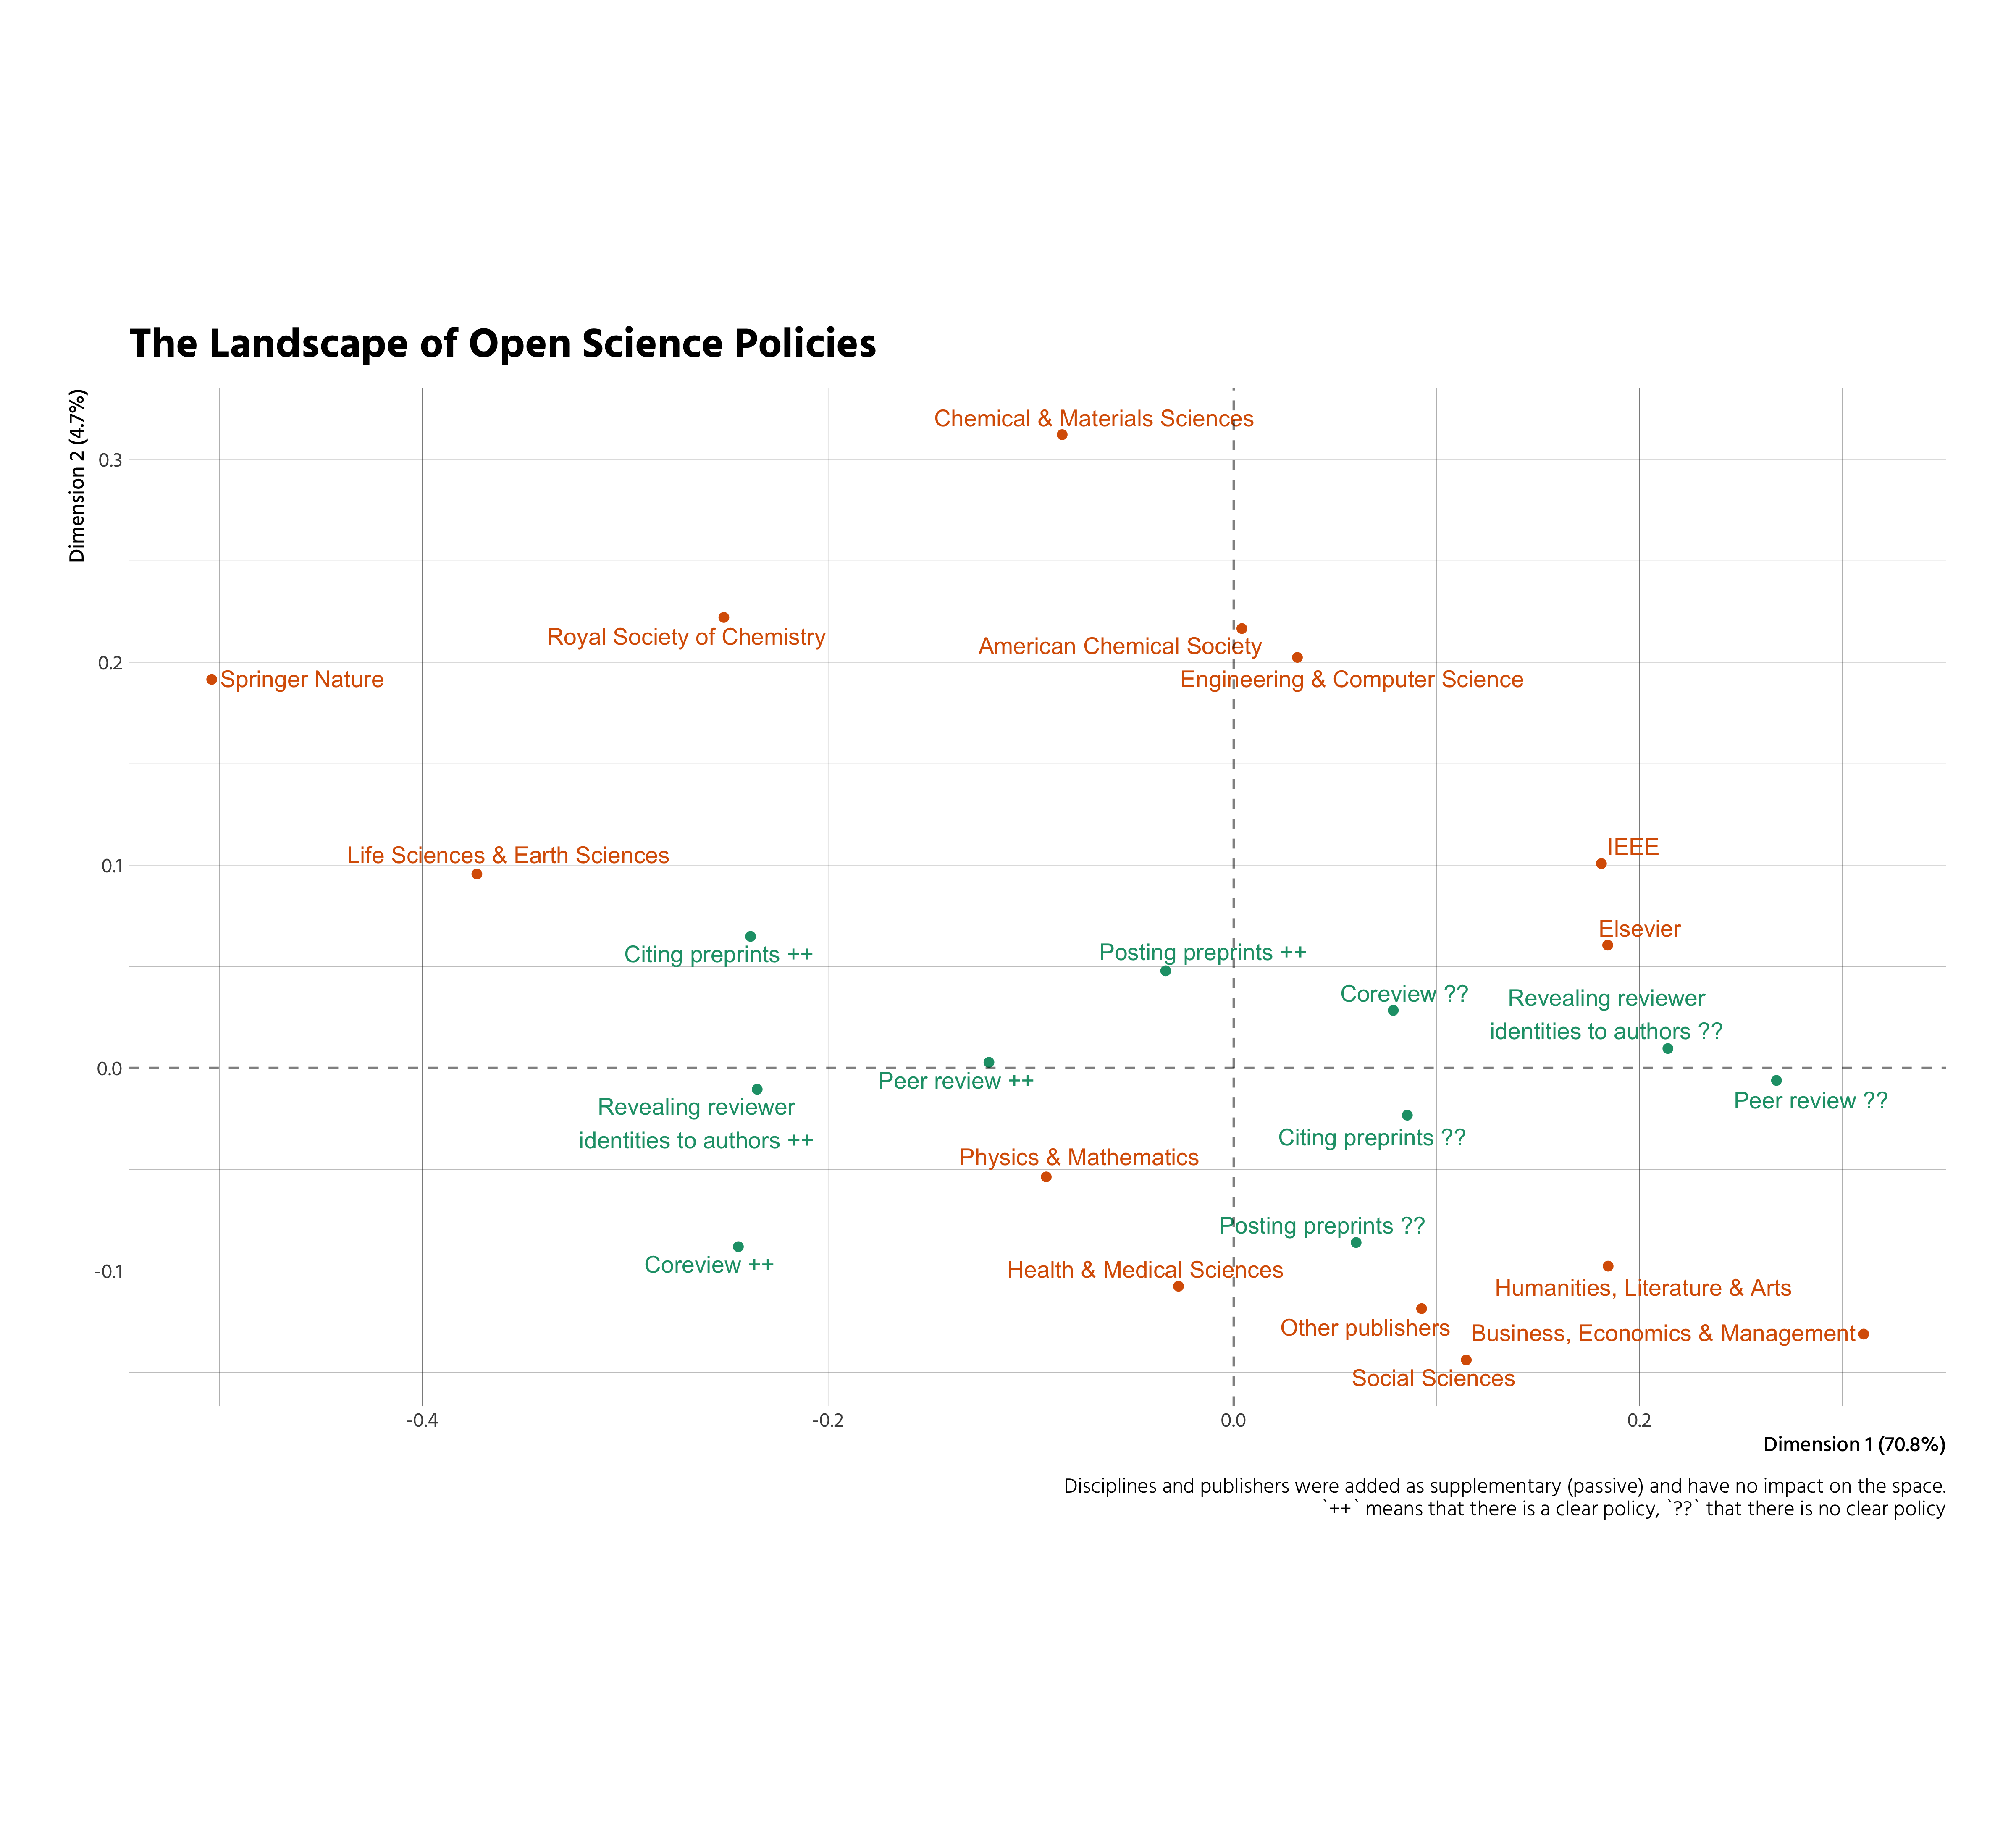 The Landscape of Open Science Policies
Dimension 2 (4.7%)
Chemical & Materials Sciences
0.3
Royal Society of Chemistry
American Chemical Society
0.2
Springer Nature
Engineering & Computer Science
IEEE
Life Sciences & Earth Sciences
0.1
Elsevier
Citing preprints ++
Posting preprints ++
Coreview ??
Revealing reviewer
identities to authors ??
0.0
Peer review ++
Peer review ??
Revealing reviewer
identities to authors ++
Citing preprints ??
Physics & Mathematics
Posting preprints ??
Coreview ++
-0.1
Health & Medical Sciences
Humanities, Literature & Arts
Other publishers
Business, Economics & Management
Social Sciences
-0.4
-0.2
0.0
0.2
Dimension 1 (70.8%)
Disciplines and publishers were added as supplementary (passive) and have no impact on the space.
`++` means that there is a clear policy, `??` that there is no clear policy